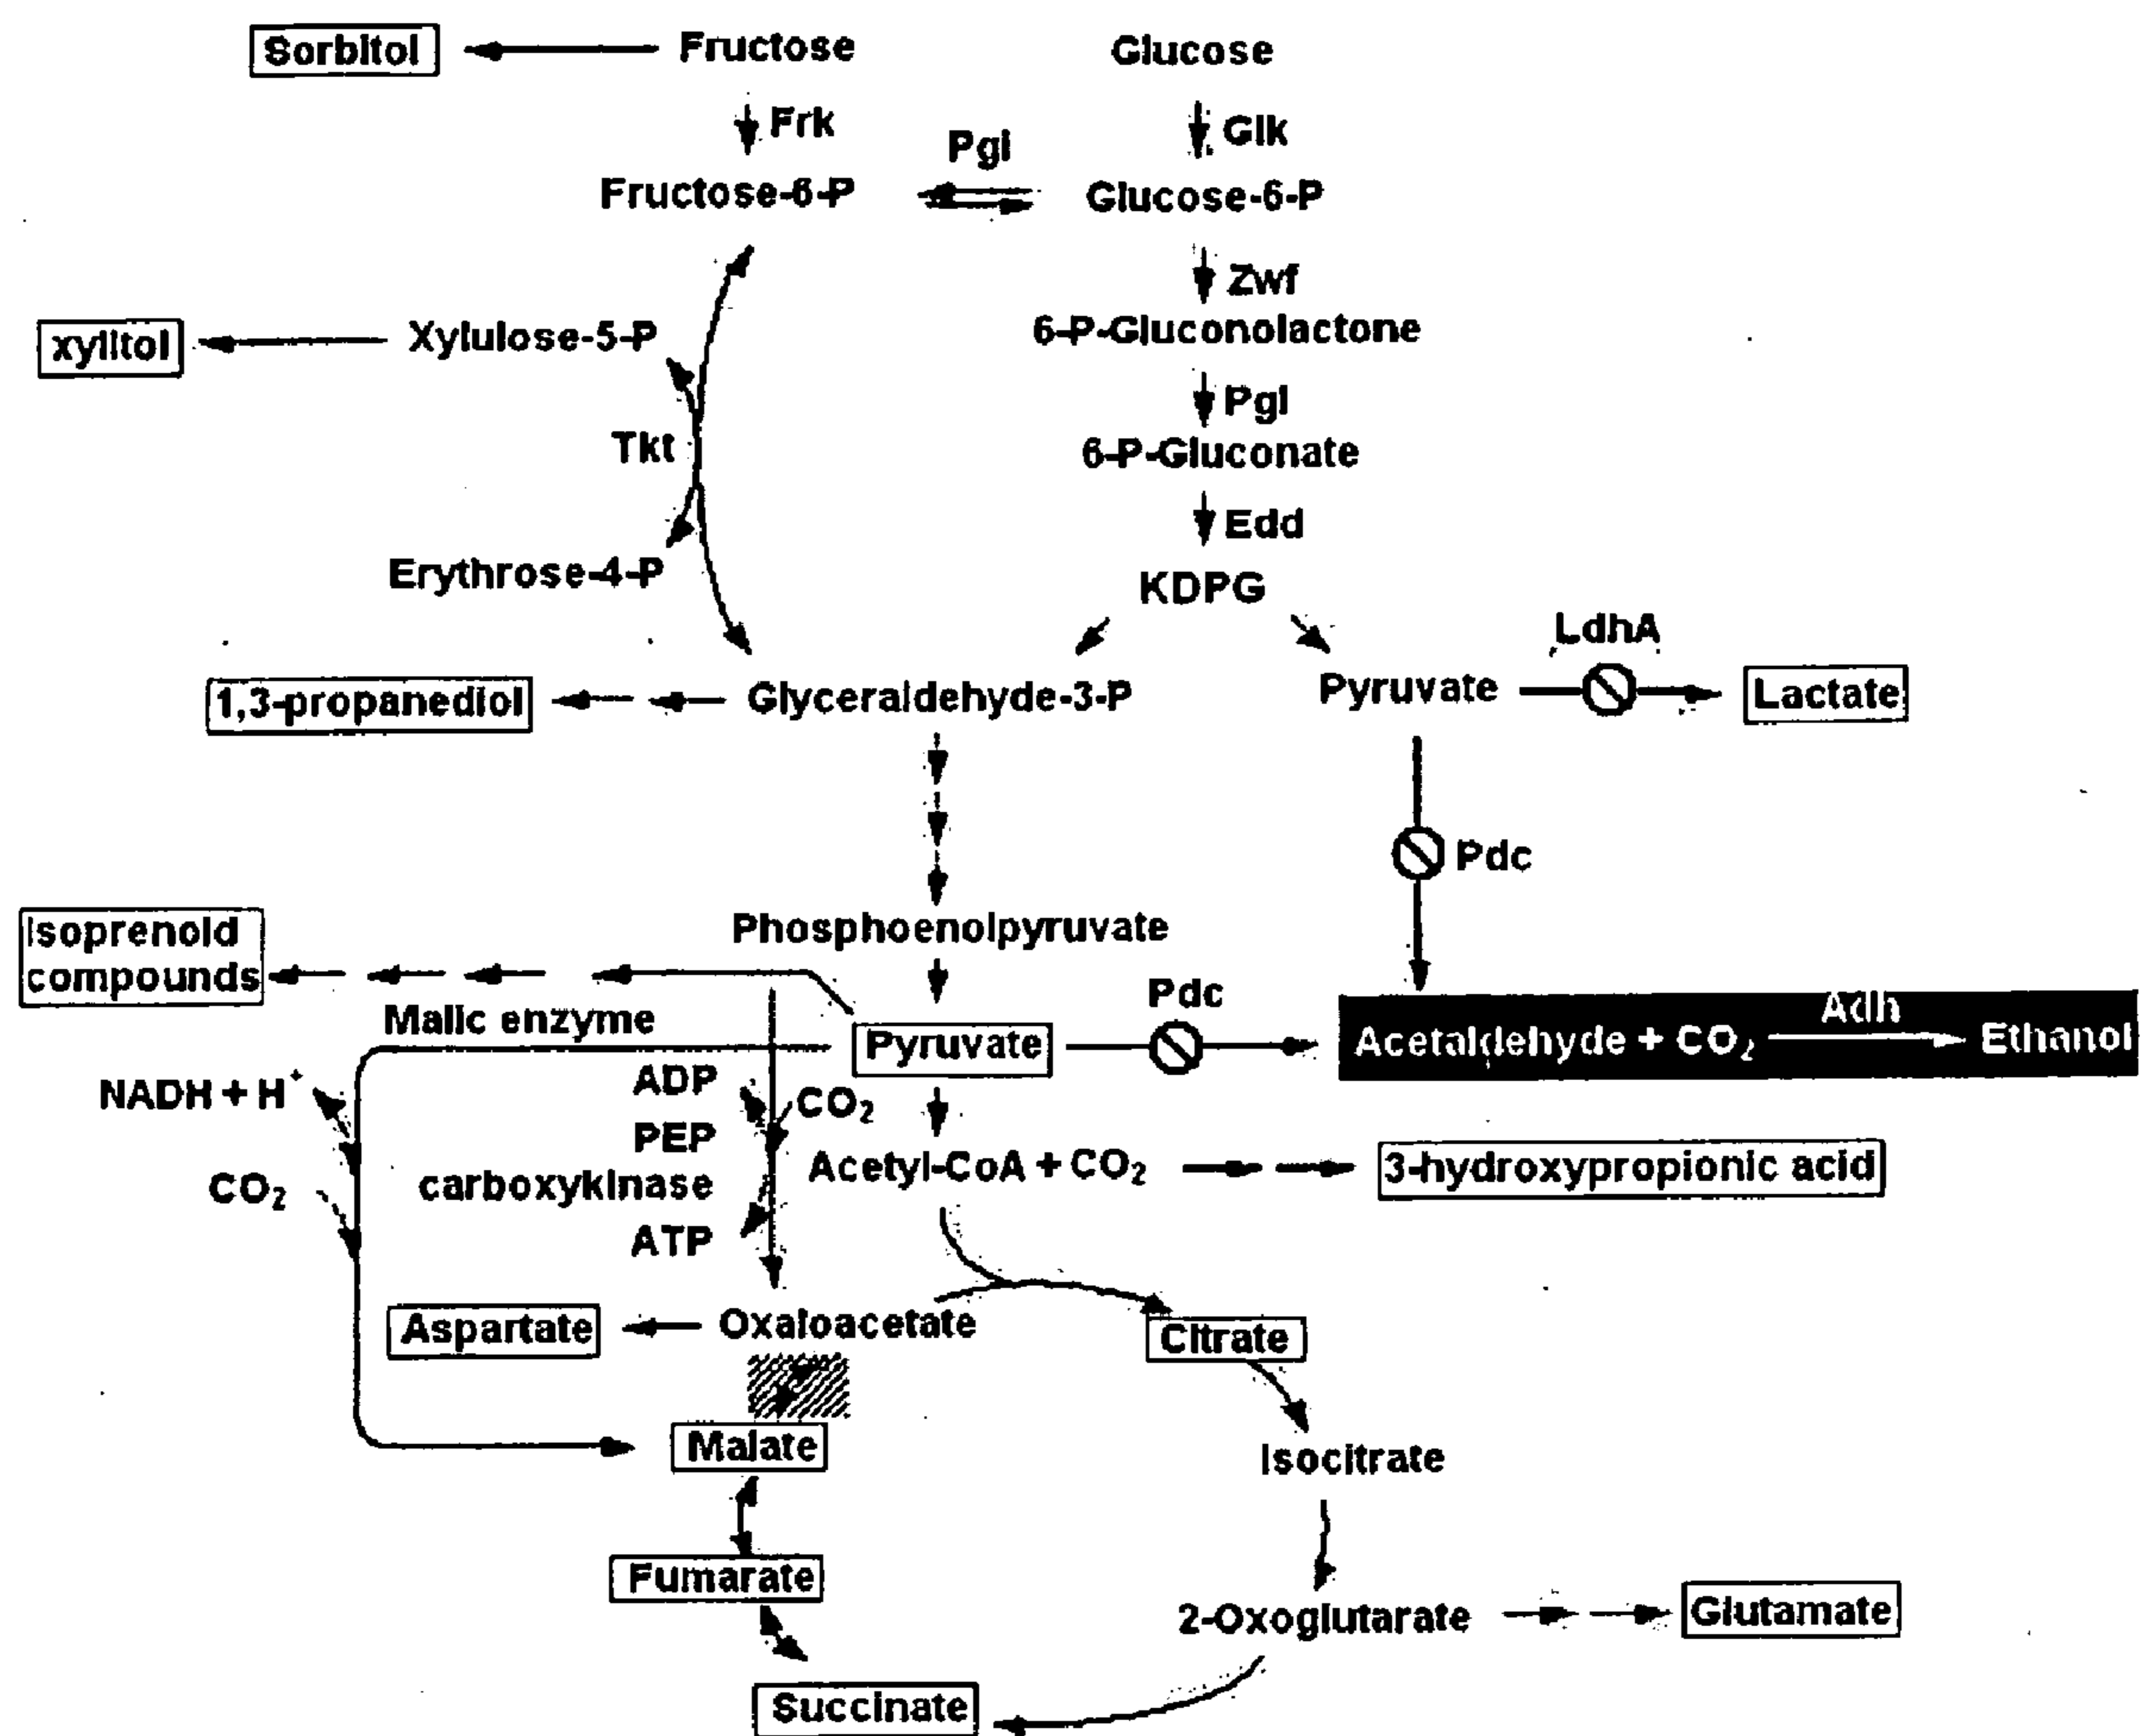 Sorbitol
Fructose
Glucose
Frk
Glk
Pgi
Fructose-6-P
Glucose-6-P
Zwf
xylitol
Xylulose-5-P
6-P-Gluconolactone
Pgl
Tkt
6-P-Gluconate
Edd
Erythrose-4-P
KDPG
LdhA
1,3-propanediol
Glyceraldehyde-3-P
Pyruvate
Lactate
Pdc
Isoprenoid
compounds
Phosphoenolpyruvate
Malic enzyme
Pyruvate
Pdc
Acetaldehyde + CO₂
Adh
Ethanol
NADH + H⁺
ADP
CO₂
PEP
carboxykinase
ATP
CO₂
Acetyl-CoA + CO₂
3-hydroxypropionic acid
Aspartate
Oxaloacetate
Citrate
Malate
Isocitrate
Fumarate
2-Oxoglutarate
Glutamate
Succinate